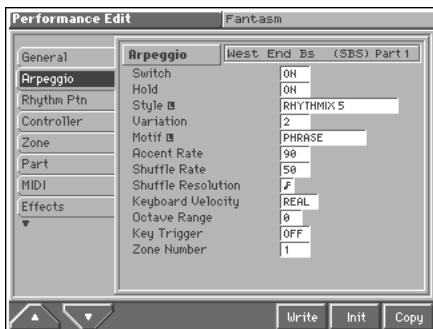 Performance Edit
Fantasm
General
Arpeggio
Rhythm Ptn
Controller
Zone
Part
MIDI
Effects
Arpeggio
West End Bs (SBS) Part 1
Switch ON
Hold ON
Style L RHYTHMIX 5
Variation 2
Motif L PHRASE
Accent Rate 90
Shuffle Rate 50
Shuffle Resolution
Keyboard Velocity REAL
Octave Range 0
Key Trigger OFF
Zone Number 1
Write
Init
Copy